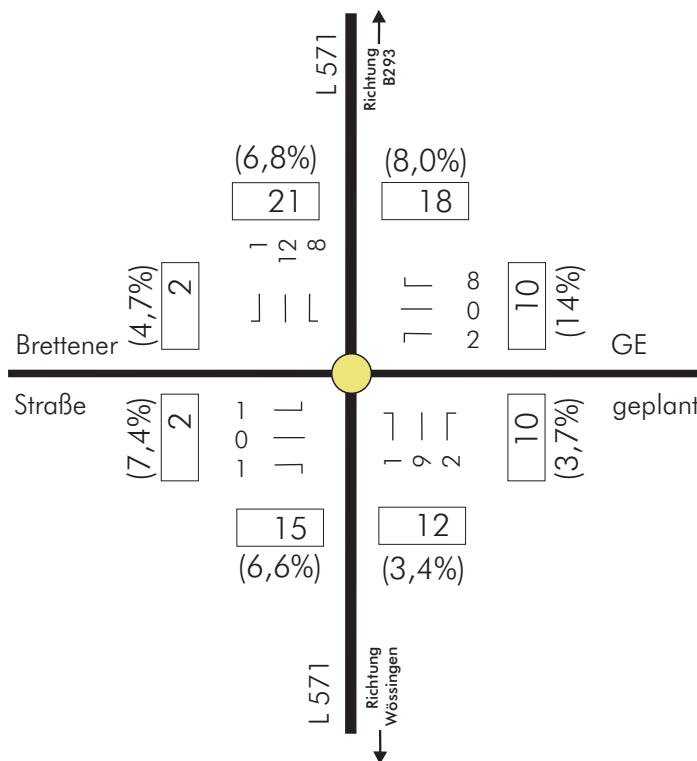 L 571
Richtung
B293
(6,8%)
(8,0%)
21
18
1
12
8
(4,7%)
2
8
0
2
10
(14%)
Brettener
GE
Straße
geplant
(7,4%)
2
1
0
1
1
9
2
10
(3,7%)
15
12
(6,6%)
(3,4%)
L 571
Richtung
Wössingen